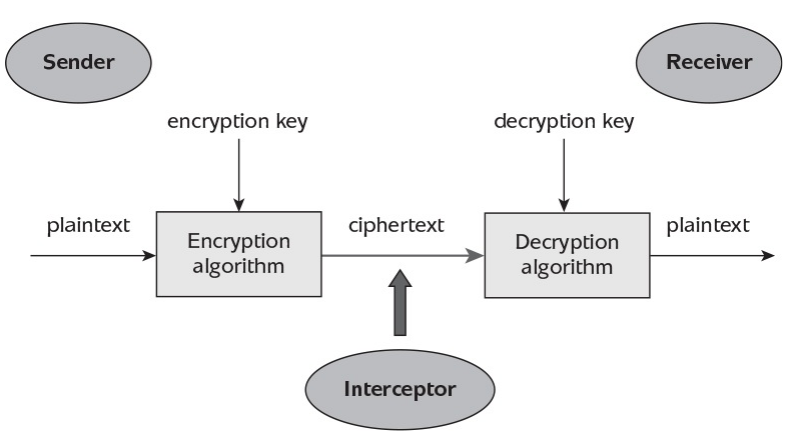 Sender
Receiver
encryption key
decryption key
plaintext
Encryption
algorithm
ciphertext
Decryption
algorithm
plaintext
Interceptor